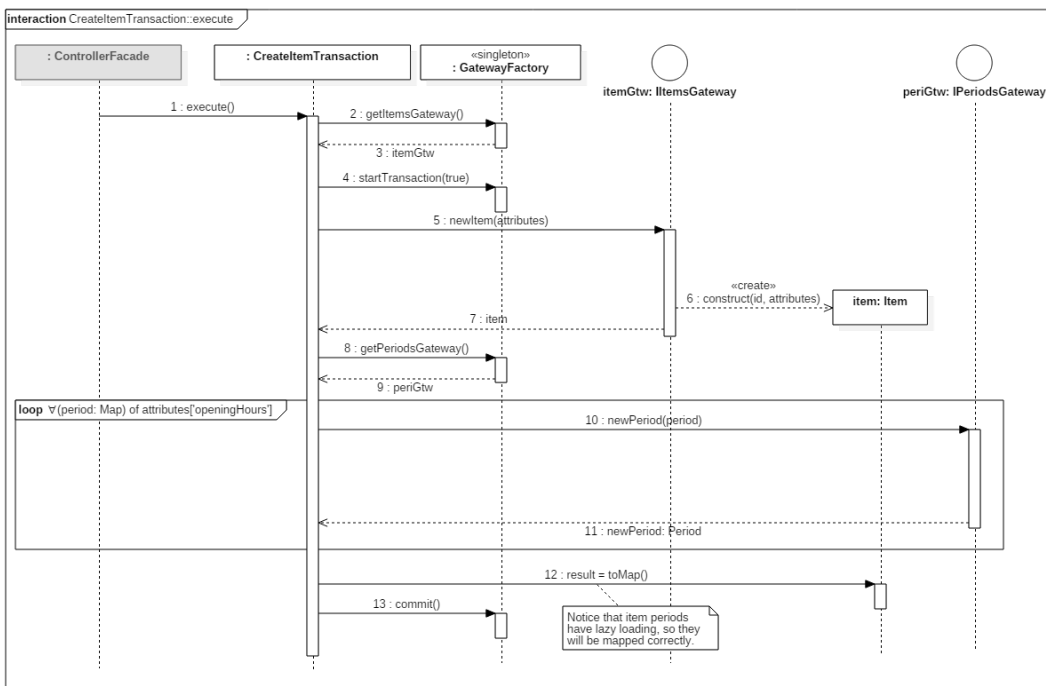 interaction CreateItemTransaction::execute
: ControllerFacade
: CreateItemTransaction
«singleton»
: GatewayFactory
itemGtw: IItemsGateway
periGtw: IPeriodsGateway
1 : execute()
2 : getItemsGateway()
3 : itemGtw
4 : startTransaction(true)
5 : newItem(attributes)
«create»
6 : construct(id, attributes)
item: Item
7 : item
8 : getPeriodsGateway()
9 : periGtw
loop ∀(period: Map) of attributes['openingHours']
10 : newPeriod(period)
11 : newPeriod: Period
12 : result = toMap()
13 : commit()
Notice that item periods
have lazy loading, so they
will be mapped correctly.